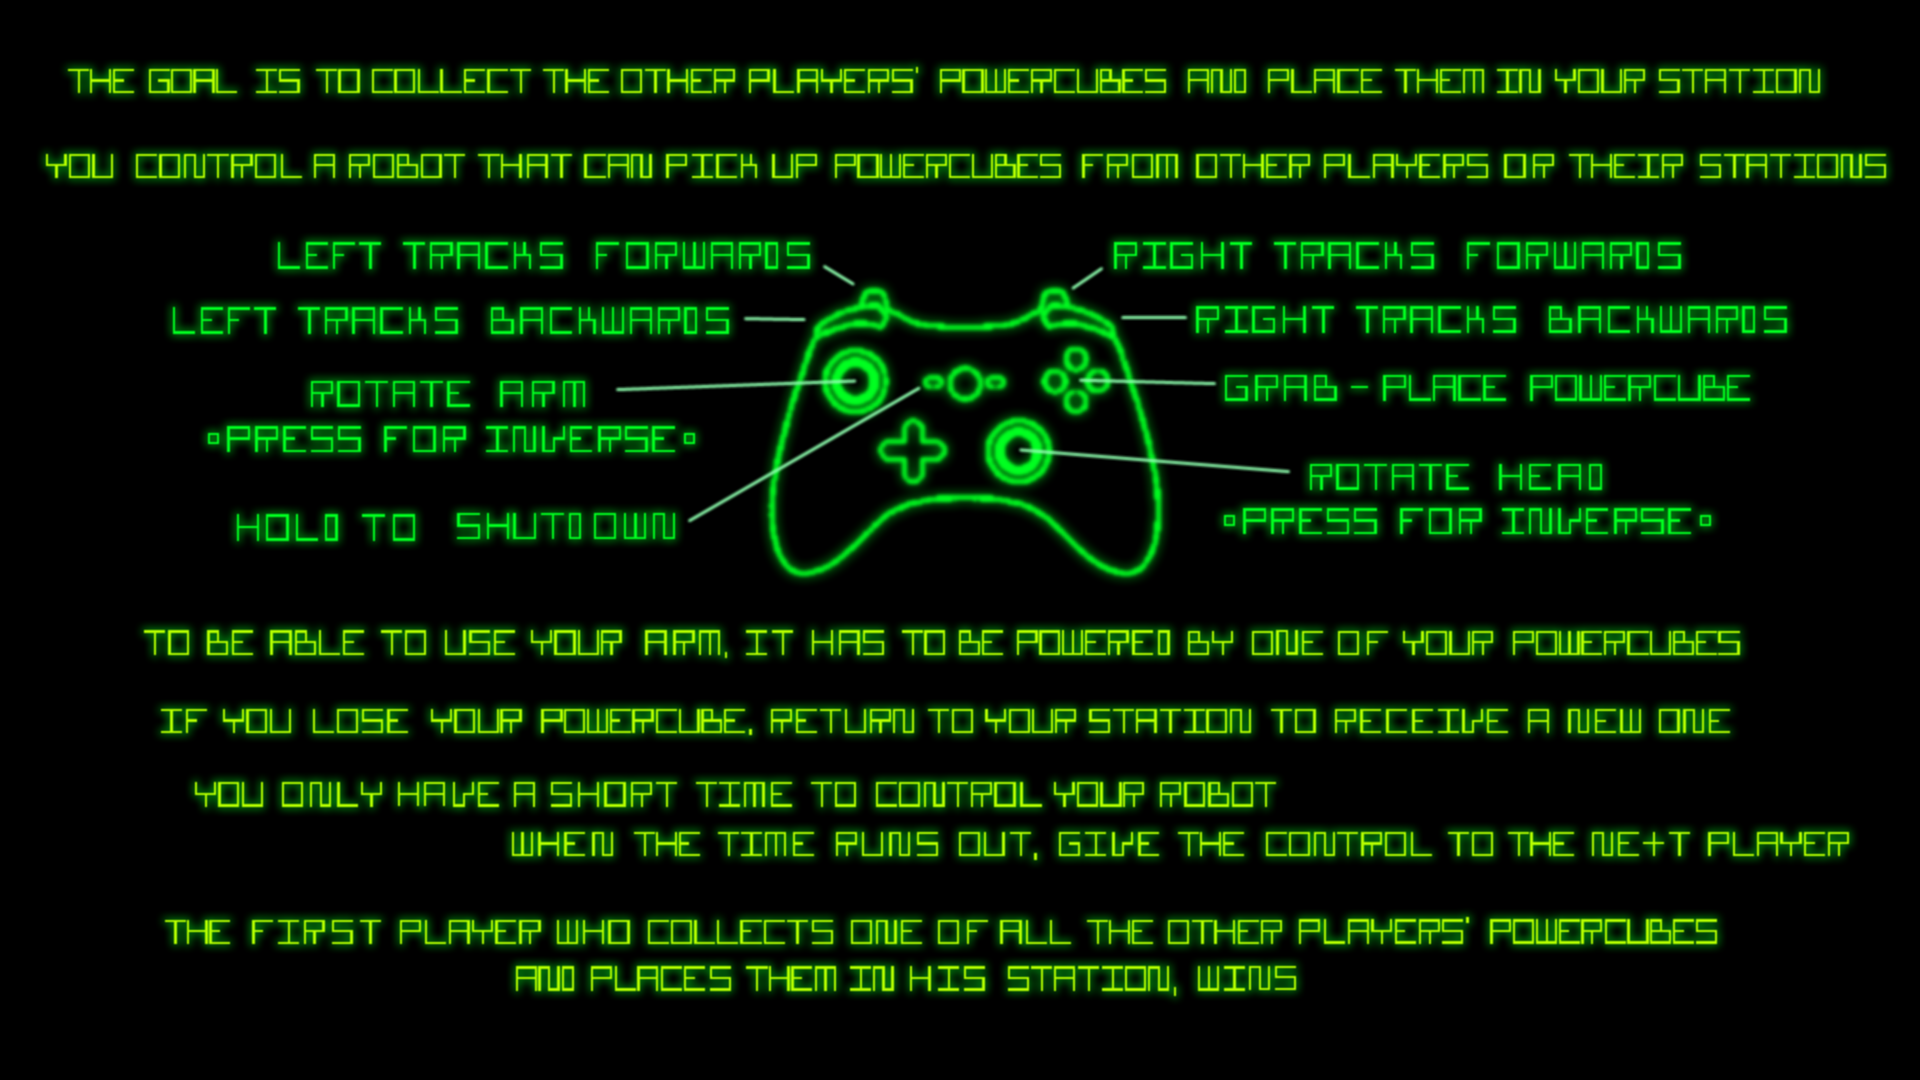 THE GOAL IS TO COLLECT THE OTHER PLAYERS' POWERCUBES AND PLACE THEM IN YOUR STATION
YOU CONTROL A ROBOT THAT CAN PICK UP POWERCUBES FROM OTHER PLAYERS OR THEIR STATIONS
LEFT TRACKS FORWARDS
RIGHT TRACKS FORWARDS
LEFT TRACKS BACKWARDS
RIGHT TRACKS BACKWARDS
ROTATE ARM
GRAB - PLACE POWERCUBE
•PRESS FOR INVERSE•
ROTATE HEAD
HOLD TO SHUTDOWN
•PRESS FOR INVERSE•
TO BE ABLE TO USE YOUR ARM, IT HAS TO BE POWERED BY ONE OF YOUR POWERCUBES
IF YOU LOSE YOUR POWERCUBE, RETURN TO YOUR STATION TO RECEIVE A NEW ONE
YOU ONLY HAVE A SHORT TIME TO CONTROL YOUR ROBOT
WHEN THE TIME RUNS OUT, GIVE THE CONTROL TO THE NEXT PLAYER
THE FIRST PLAYER WHO COLLECTS ONE OF ALL THE OTHER PLAYERS' POWERCUBES
AND PLACES THEM IN HIS STATION, WINS